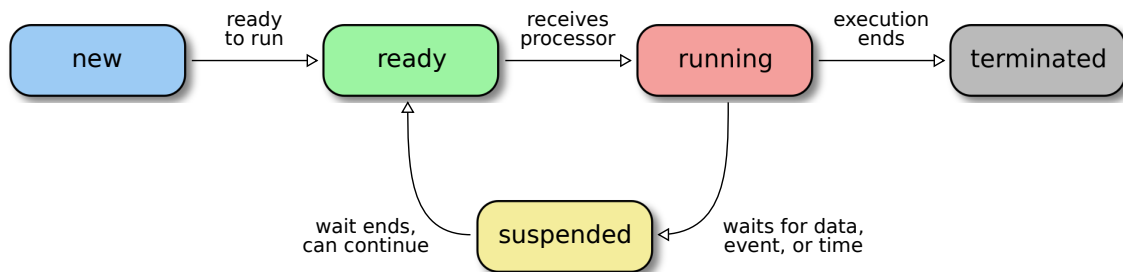 new
ready
to run
ready
receives
processor
running
execution
ends
terminated
wait ends,
can continue
suspended
waits for data,
event, or time